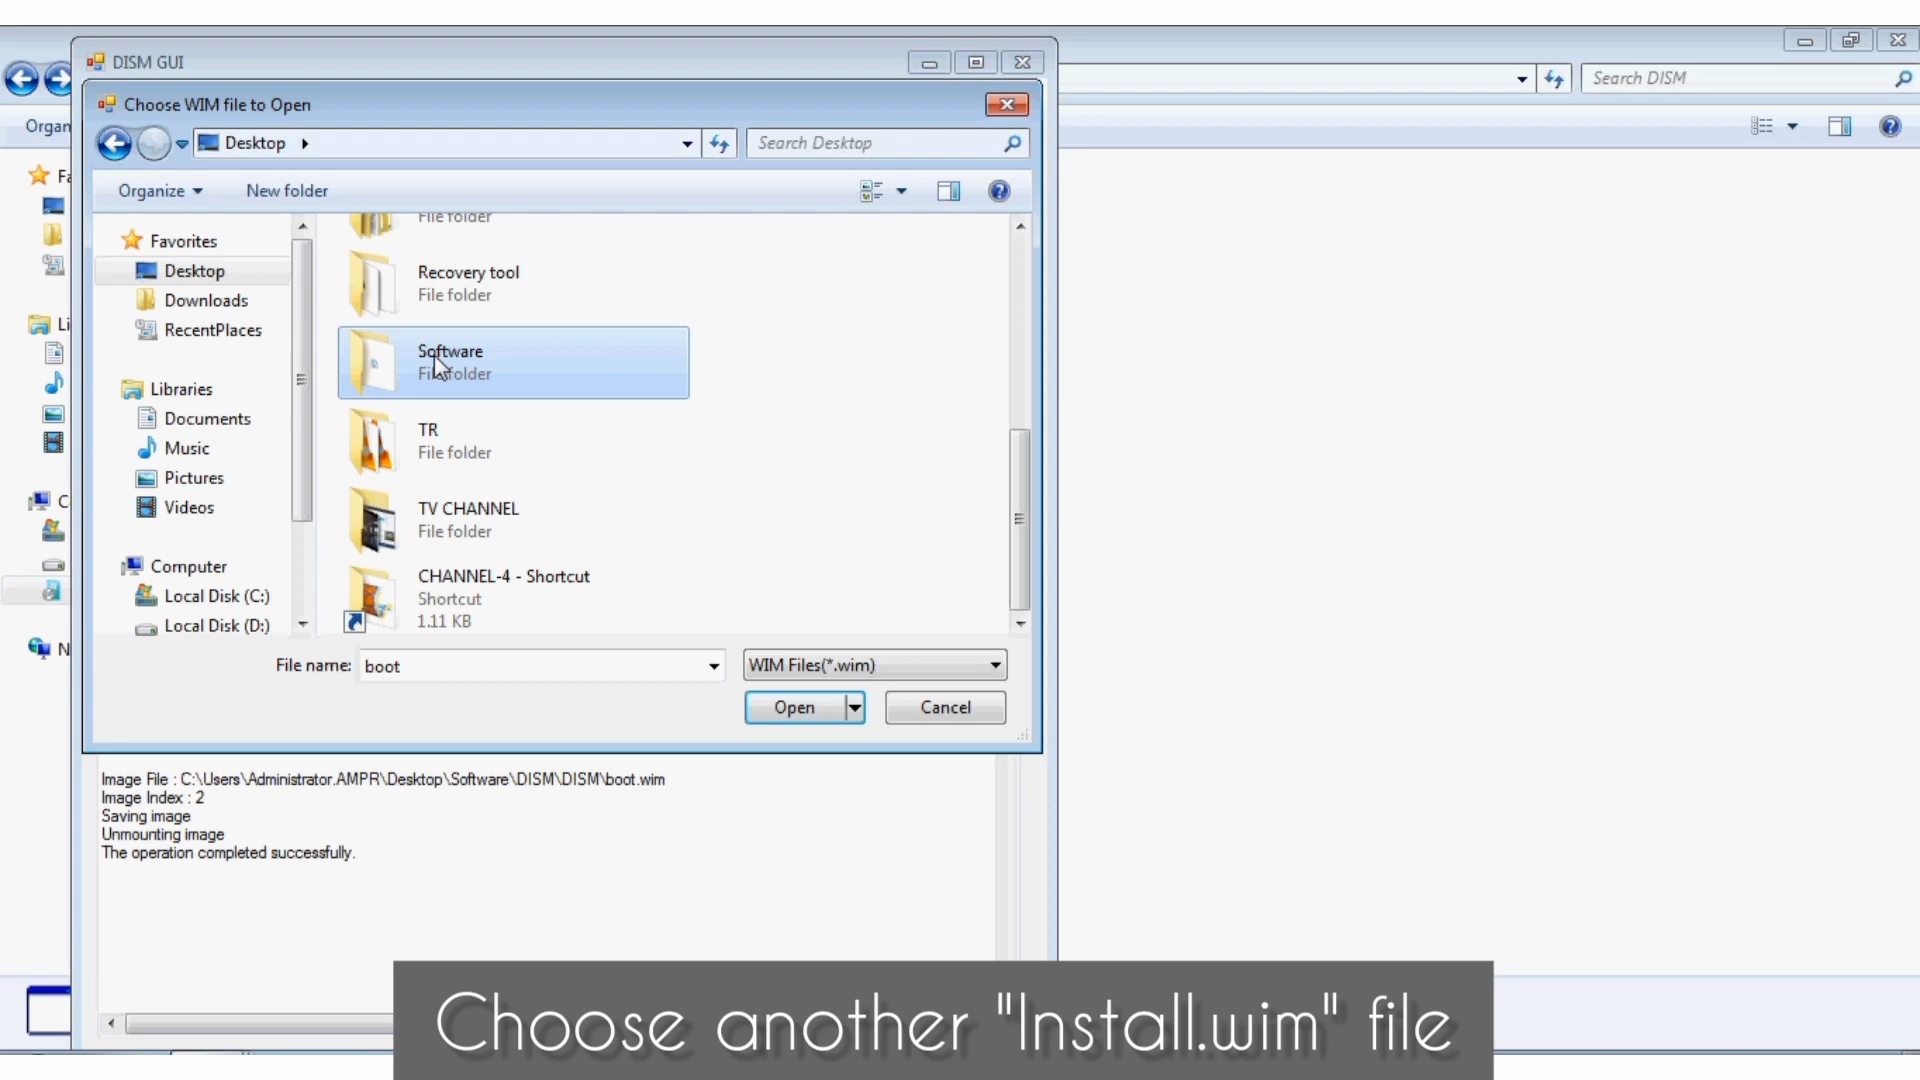 DISM GUI
Search DISM
Choose WIM file to Open
Desktop
Search Desktop
Organ
Organize
New folder
Fa
Li
C
N
Favorites
Desktop
Downloads
RecentPlaces
Libraries
Documents
Music
Pictures
Videos
Computer
Local Disk (C:)
Local Disk (D:)
File folder
Recovery tool
File folder
Software
File folder
TR
File folder
TV CHANNEL
File folder
CHANNEL-4 - Shortcut
Shortcut
1.11 KB
File name: boot
WIM Files(*.wim)
Open
Cancel
Image File : C:\Users\Administrator.AMPR\Desktop\Software\DISM\DISM\boot.wim
Image Index : 2
Saving image
Unmounting image
The operation completed successfully.
Choose another "Install.wim" file